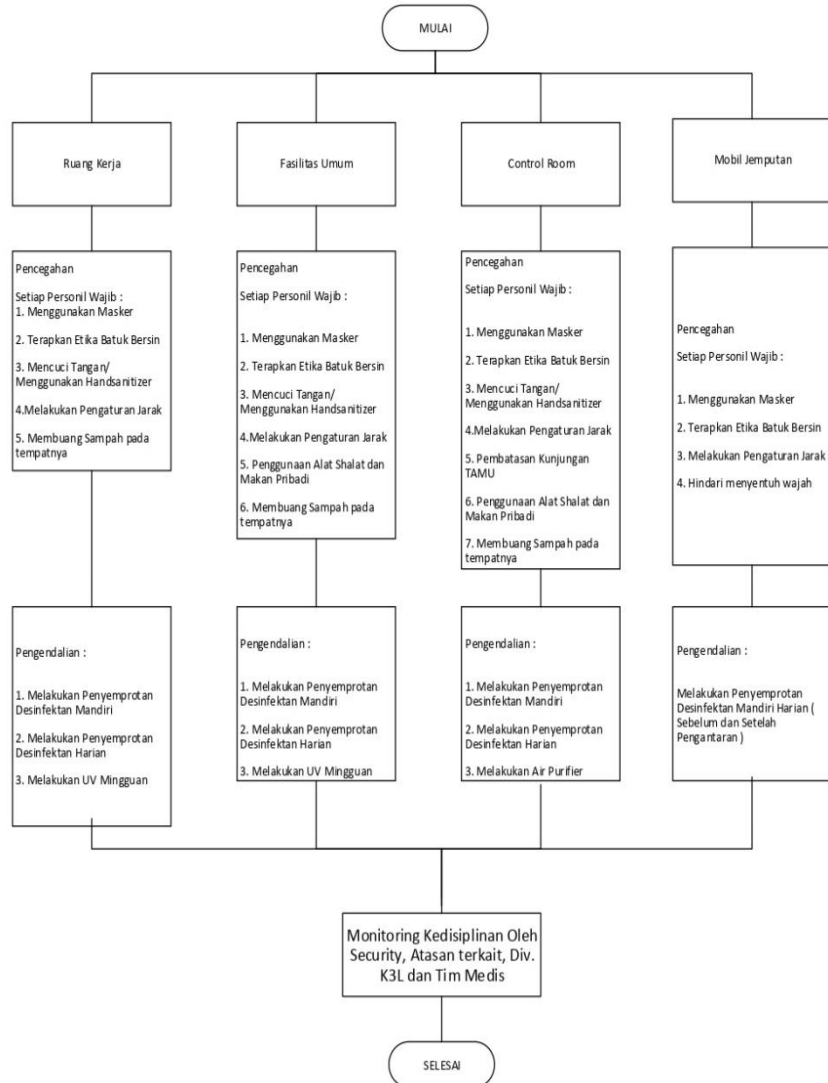 MULAI
Ruang Kerja
Fasilitas Umum
Control Room
Mobil Jemputan
Pencegahan
Setiap Personil Wajib :
1. Menggunakan Masker
2. Terapkan Etika Batuk Bersin
3. Mencuci Tangan/
Menggunakan Handsanitizer
4.Melakukan Pengaturan Jarak
5. Membuang Sampah pada
tempatnya
Pencegahan
Setiap Personil Wajib :
1. Menggunakan Masker
2. Terapkan Etika Batuk Bersin
3. Mencuci Tangan/
Menggunakan Handsanitizer
4.Melakukan Pengaturan Jarak
5. Penggunaan Alat Shalat dan
Makan Pribadi
6. Membuang Sampah pada
tempatnya
Pencegahan
Setiap Personil Wajib :
1. Menggunakan Masker
2. Terapkan Etika Batuk Bersin
3. Mencuci Tangan/
Menggunakan Handsanitizer
4.Melakukan Pengaturan Jarak
5. Pembatasan Kunjungan
TAMU
6. Penggunaan Alat Shalat dan
Makan Pribadi
7. Membuang Sampah pada
tempatnya
Pencegahan
Setiap Personil Wajib :
1. Menggunakan Masker
2. Terapkan Etika Batuk Bersin
3. Melakukan Pengaturan Jarak
4. Hindari menyentuh wajah
Pengendalian :
1. Melakukan Penyemprotan
Desinfektan Mandiri
2. Melakukan Penyemprotan
Desinfektan Harian
3. Melakukan UV Mingguan
Pengendalian :
1. Melakukan Penyemprotan
Desinfektan Mandiri
2. Melakukan Penyemprotan
Desinfektan Harian
3. Melakukan UV Mingguan
Pengendalian :
1. Melakukan Penyemprotan
Desinfektan Mandiri
2. Melakukan Penyemprotan
Desinfektan Harian
3. Melakukan Air Purifier
Pengendalian :
Melakukan Penyemprotan
Desinfektan Mandiri Harian (
Sebelum dan Setelah
Pengantaran )
Monitoring Kedisiplinan Oleh
Security, Atasan terkait, Div.
K3L dan Tim Medis
SELESAI